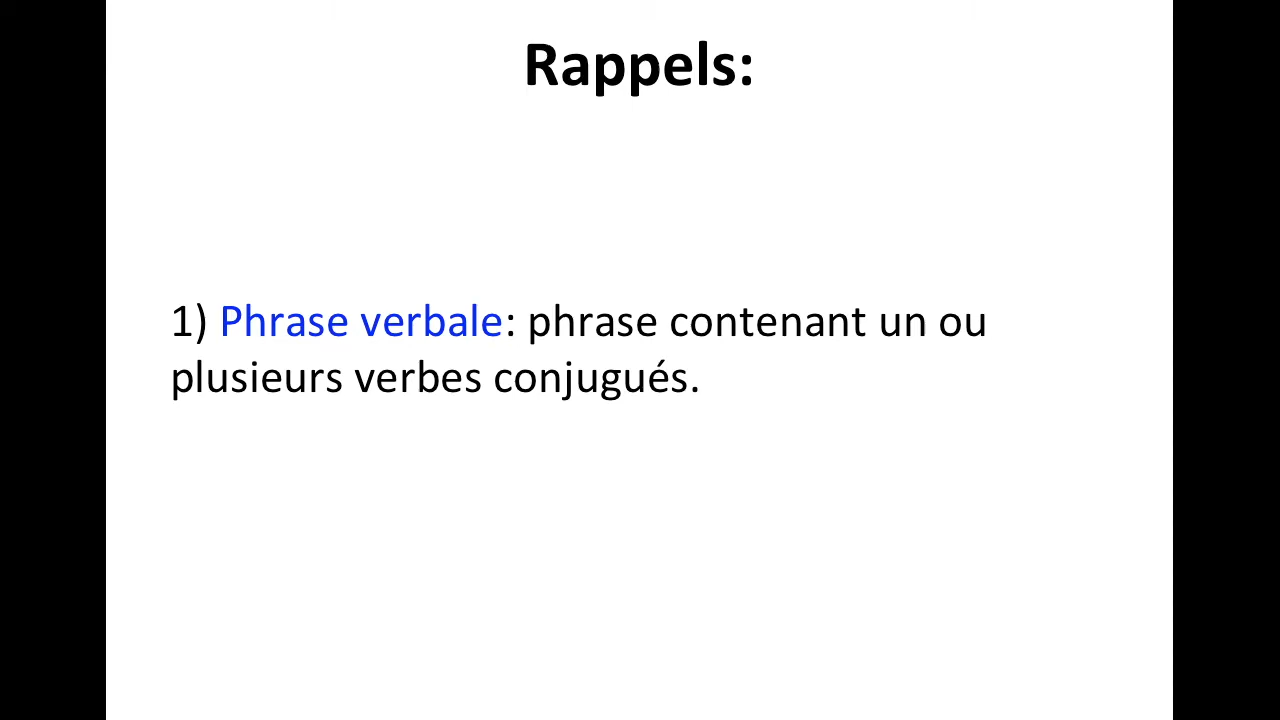 Rappels:
1) Phrase verbale: phrase contenant un ou
plusieurs verbes conjugués.